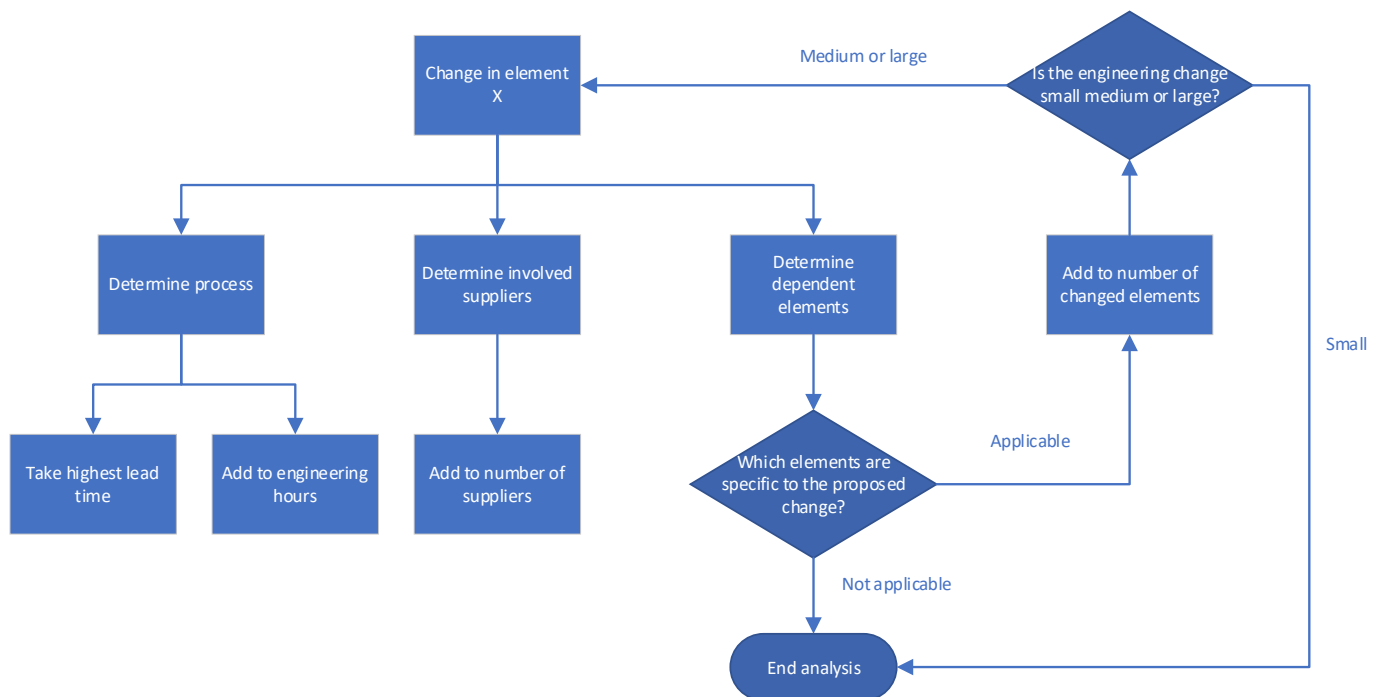 Change in element
X
Medium or large
Is the engineering change
small medium or large?
Determine process
Determine involved
suppliers
Determine
dependent
elements
Add to number of
changed elements
Small
Take highest lead
time
Add to engineering
hours
Add to number of
suppliers
Which elements are
specific to the proposed
change?
Applicable
Not applicable
End analysis